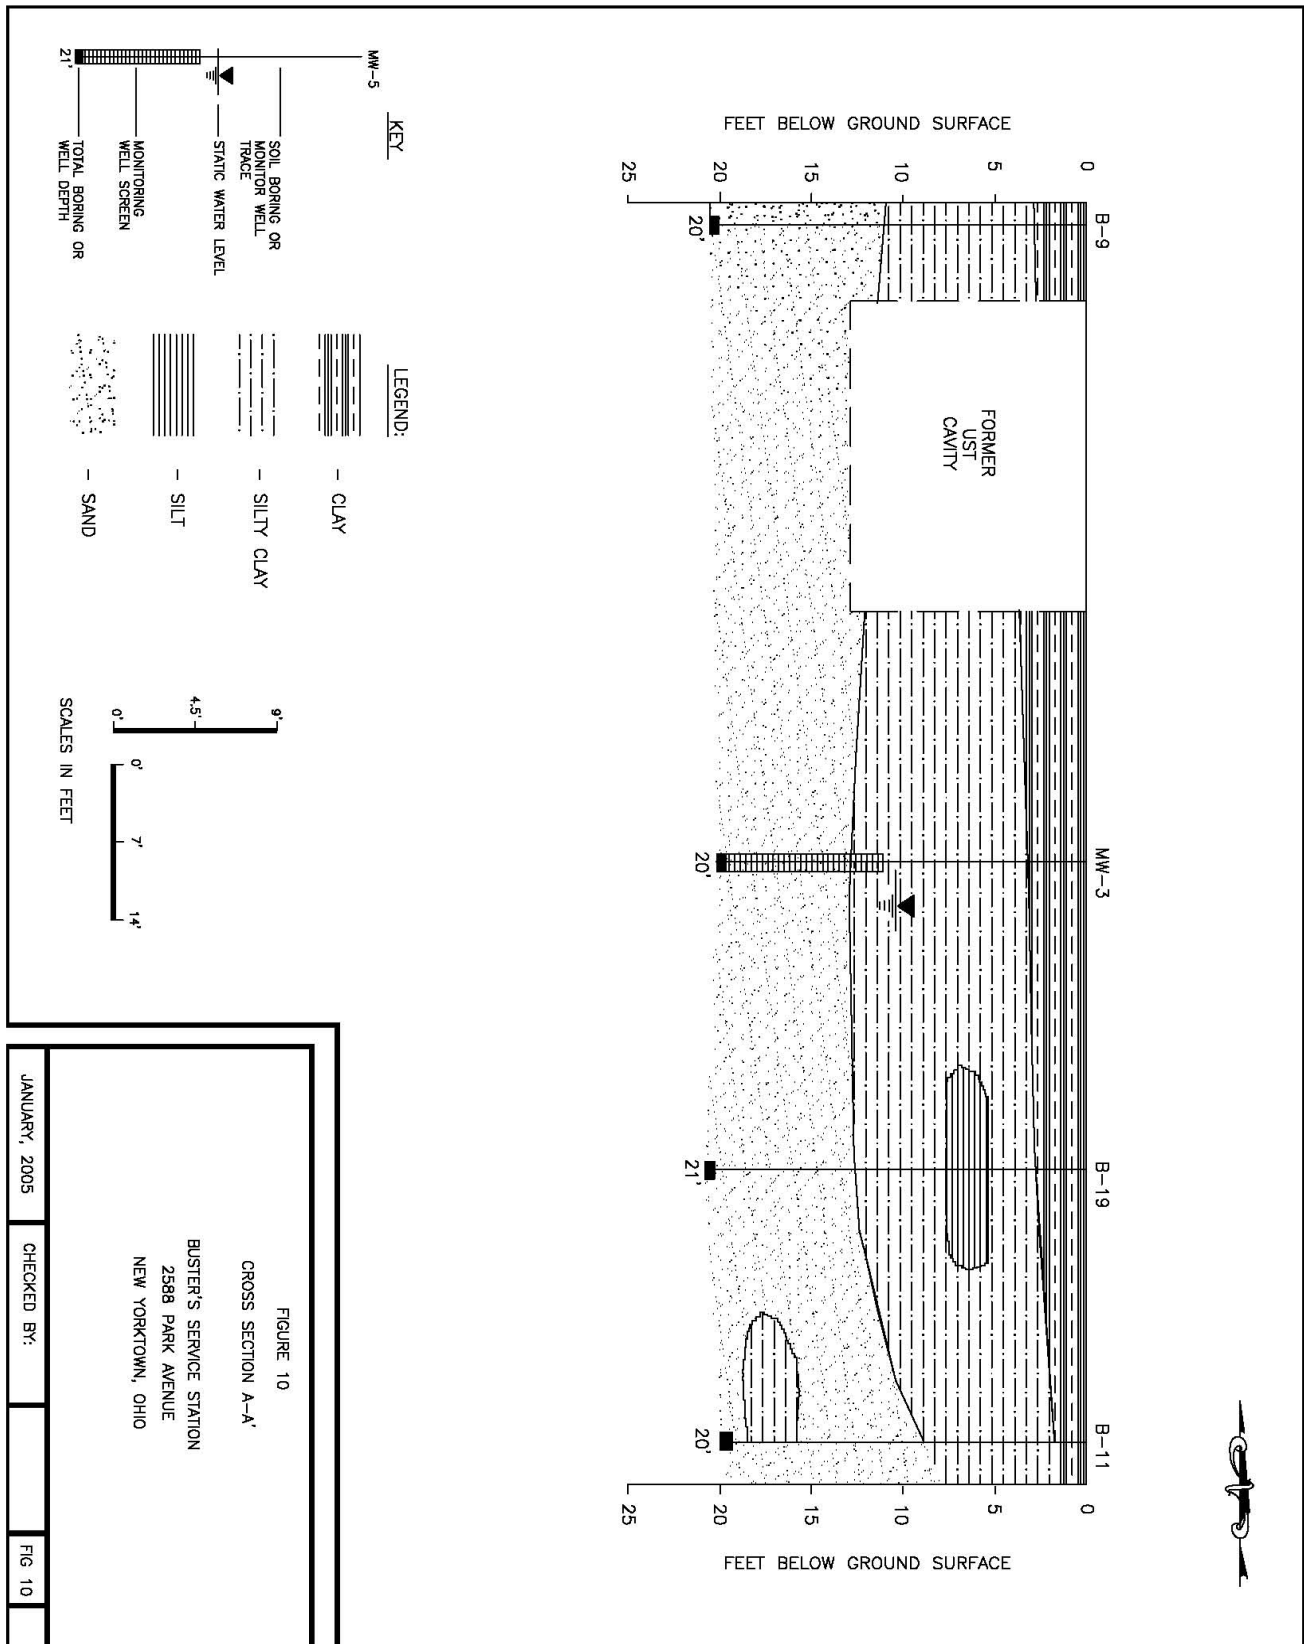 B-9
MW-3
B-19
B-11
FEET BELOW GROUND SURFACE
0
5
10
15
20
25
FORMER
UST
CAVITY
20'
20'
21'
20'
0
5
10
15
20
25
FEET BELOW GROUND SURFACE
KEY
MW-5
SOIL BORING OR
MONITOR WELL
TRACE
STATIC WATER LEVEL
MONITORING
WELL SCREEN
TOTAL BORING OR
WELL DEPTH
21'
LEGEND:
- CLAY
- SILTY CLAY
- SILT
- SAND
9'
4.5'
0'
0'
7'
14'
SCALES IN FEET
FIGURE 10
CROSS SECTION A-A'
BUSTER'S SERVICE STATION
2588 PARK AVENUE
NEW YORKTOWN, OHIO
JANUARY, 2005
CHECKED BY:
FIG 10